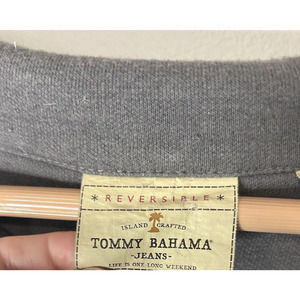 * REVERSIBLE *
ISLAND CRAFTED
TOMMY BAHAMA®
-JEANS-
LIFE IS ONE LONG WEEKEND